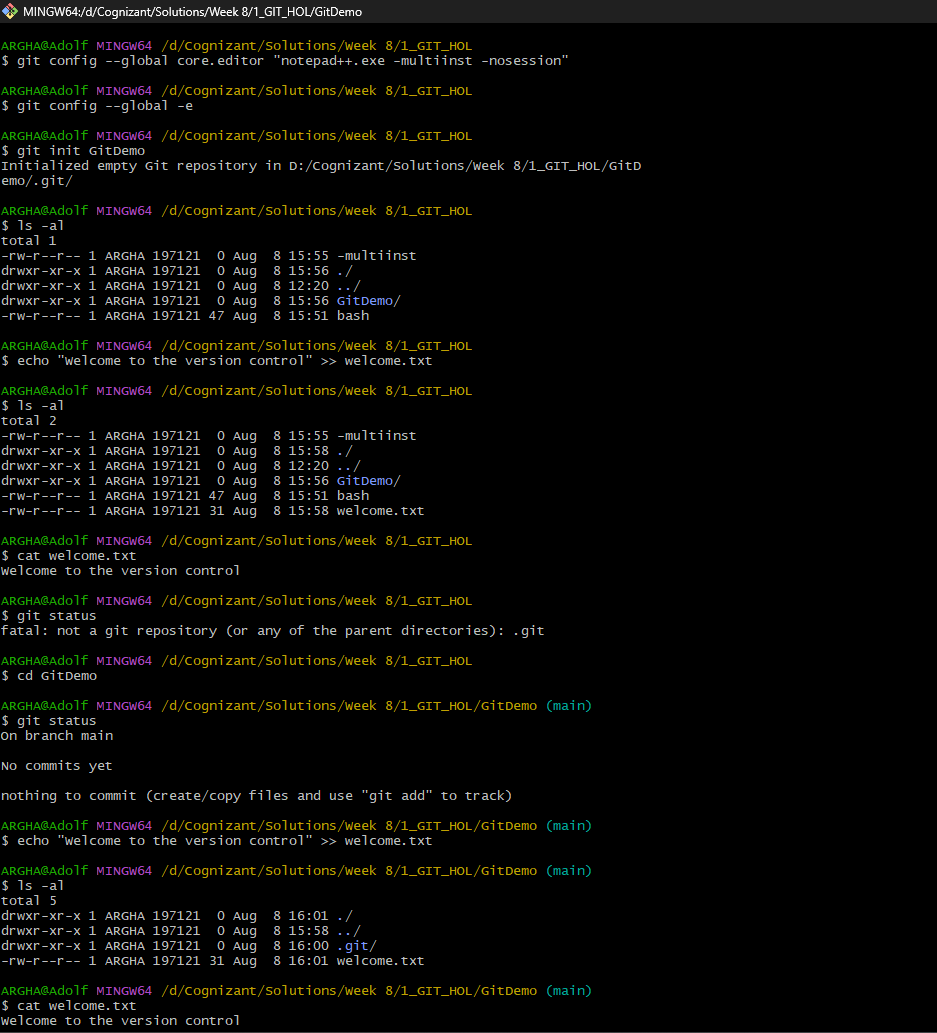 MINGW64:/d/Cognizant/Solutions/Week 8/1_GIT_HOL/GitDemo
ARGHA@Adolf MINGW64 /d/Cognizant/Solutions/Week 8/1_GIT_HOL
$ git config --global core.editor "notepad++.exe -multiinst -nosession"
ARGHA@Adolf MINGW64 /d/Cognizant/Solutions/Week 8/1_GIT_HOL
$ git config --global -e
ARGHA@Adolf MINGW64 /d/Cognizant/Solutions/Week 8/1_GIT_HOL
$ git init GitDemo
Initialized empty Git repository in D:/Cognizant/Solutions/Week 8/1_GIT_HOL/GitD
emo/.git/
ARGHA@Adolf MINGW64 /d/Cognizant/Solutions/Week 8/1_GIT_HOL
$ ls -al
total 1
-rw-r--r-- 1 ARGHA 197121  0 Aug  8 15:55 -multiinst
drwxr-xr-x 1 ARGHA 197121  0 Aug  8 15:56 ./
drwxr-xr-x 1 ARGHA 197121  0 Aug  8 12:20 ../
drwxr-xr-x 1 ARGHA 197121  0 Aug  8 15:56 GitDemo/
-rw-r--r-- 1 ARGHA 197121 47 Aug  8 15:51 bash
ARGHA@Adolf MINGW64 /d/Cognizant/Solutions/Week 8/1_GIT_HOL
$ echo "Welcome to the version control" >> welcome.txt
ARGHA@Adolf MINGW64 /d/Cognizant/Solutions/Week 8/1_GIT_HOL
$ ls -al
total 2
-rw-r--r-- 1 ARGHA 197121  0 Aug  8 15:55 -multiinst
drwxr-xr-x 1 ARGHA 197121  0 Aug  8 15:58 ./
drwxr-xr-x 1 ARGHA 197121  0 Aug  8 12:20 ../
drwxr-xr-x 1 ARGHA 197121  0 Aug  8 15:56 GitDemo/
-rw-r--r-- 1 ARGHA 197121 47 Aug  8 15:51 bash
-rw-r--r-- 1 ARGHA 197121 31 Aug  8 15:58 welcome.txt
ARGHA@Adolf MINGW64 /d/Cognizant/Solutions/Week 8/1_GIT_HOL
$ cat welcome.txt
Welcome to the version control
ARGHA@Adolf MINGW64 /d/Cognizant/Solutions/Week 8/1_GIT_HOL
$ git status
fatal: not a git repository (or any of the parent directories): .git
ARGHA@Adolf MINGW64 /d/Cognizant/Solutions/Week 8/1_GIT_HOL
$ cd GitDemo
ARGHA@Adolf MINGW64 /d/Cognizant/Solutions/Week 8/1_GIT_HOL/GitDemo (main)
$ git status
On branch main
No commits yet
nothing to commit (create/copy files and use "git add" to track)
ARGHA@Adolf MINGW64 /d/Cognizant/Solutions/Week 8/1_GIT_HOL/GitDemo (main)
$ echo "Welcome to the version control" >> welcome.txt
ARGHA@Adolf MINGW64 /d/Cognizant/Solutions/Week 8/1_GIT_HOL/GitDemo (main)
$ ls -al
total 5
drwxr-xr-x 1 ARGHA 197121  0 Aug  8 16:01 ./
drwxr-xr-x 1 ARGHA 197121  0 Aug  8 15:58 ../
drwxr-xr-x 1 ARGHA 197121  0 Aug  8 16:00 .git/
-rw-r--r-- 1 ARGHA 197121 31 Aug  8 16:01 welcome.txt
ARGHA@Adolf MINGW64 /d/Cognizant/Solutions/Week 8/1_GIT_HOL/GitDemo (main)
$ cat welcome.txt
Welcome to the version control